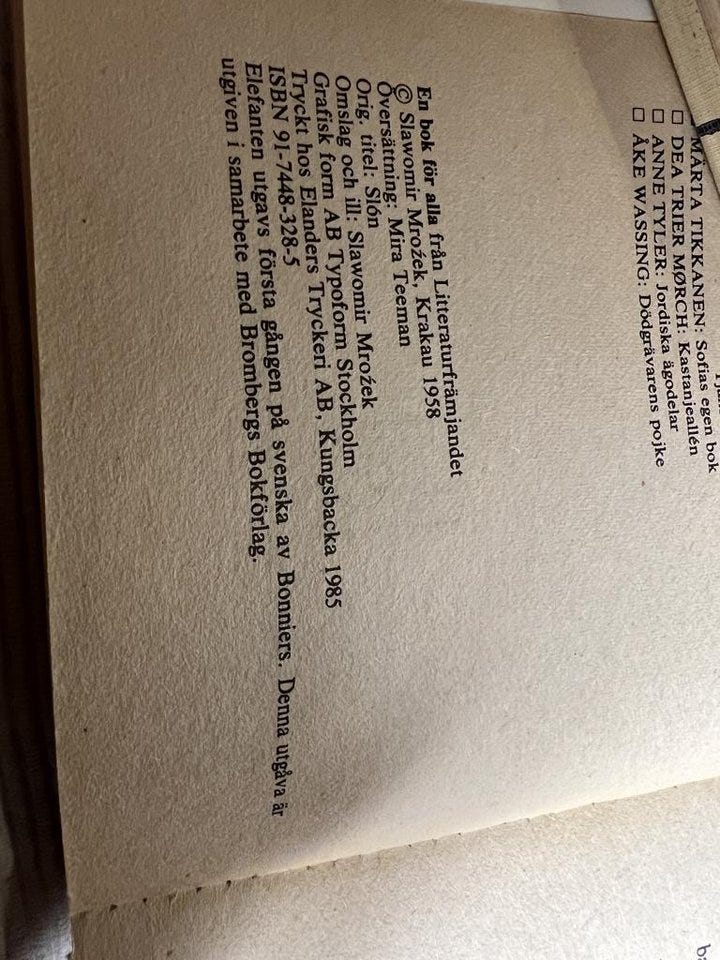 MÄRTA TIKKANEN: Sofias egen bok
☐ DEA TRIER MØRCH: Kastanjeallén
☐ ANNE TYLER: Jordiska ägodelar
☐ ÅKE WASSING: Dödgrävarens pojke
En bok för alla från Litteraturfrämjandet
© Slawomir Mrożek, Krakau 1958
Översättning: Mira Teeman
Orig. titel: Slón
Omslag och ill: Slawomir Mrożek
Grafisk form AB Typoform Stockholm
Tryckt hos Elanders Tryckeri AB, Kungsbacka 1985
ISBN 91-7448-328-5
Elefanten utgavs första gången på svenska av Bonniers. Denna utgåva är
utgiven i samarbete med Brombergs Bokförlag.